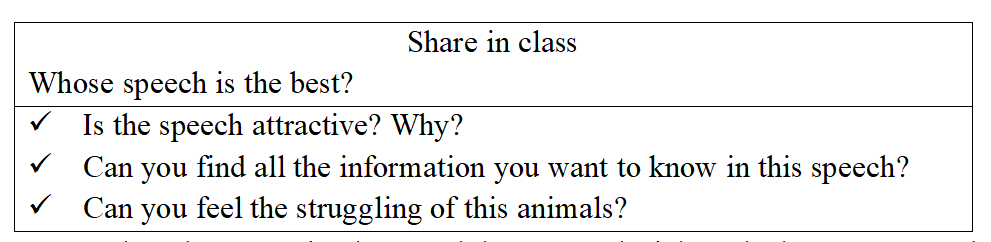 Share in class
Whose speech is the best?
✓ Is the speech attractive? Why?
✓ Can you find all the information you want to know in this speech?
✓ Can you feel the struggling of this animals?